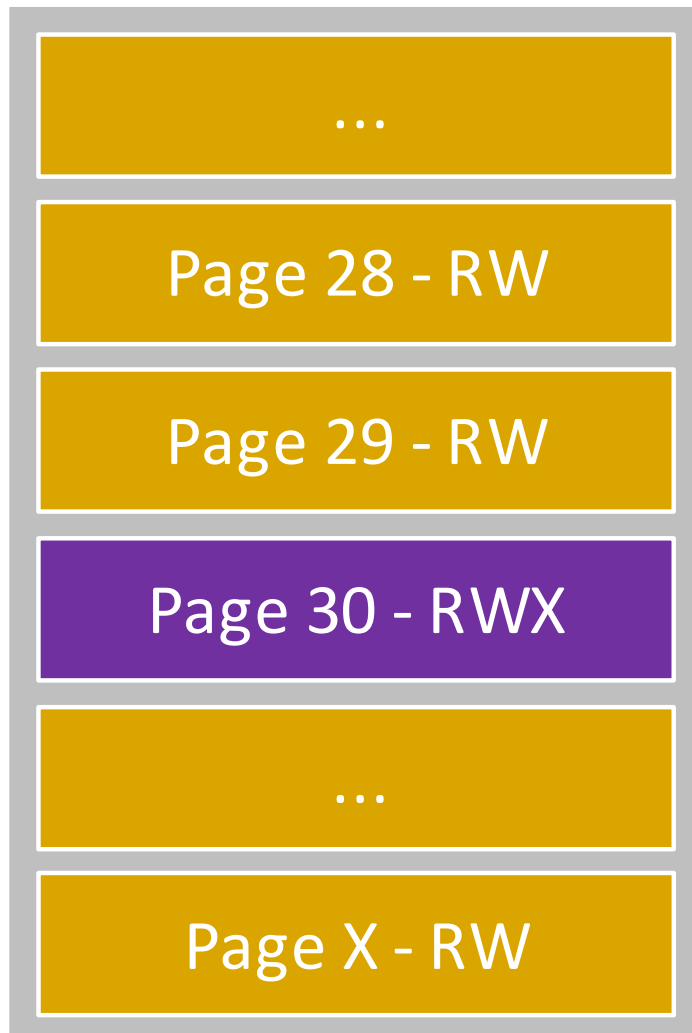 ...
Page 28 - RW
Page 29 - RW
Page 30 - RWX
...
Page X - RW